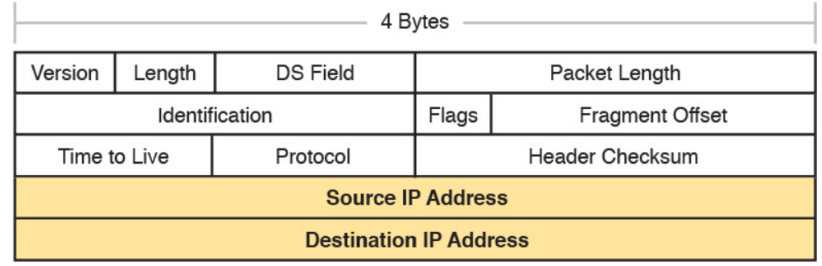 4 Bytes
Version Length DS Field Packet Length
Identification Flags Fragment Offset
Time to Live Protocol Header Checksum
Source IP Address
Destination IP Address